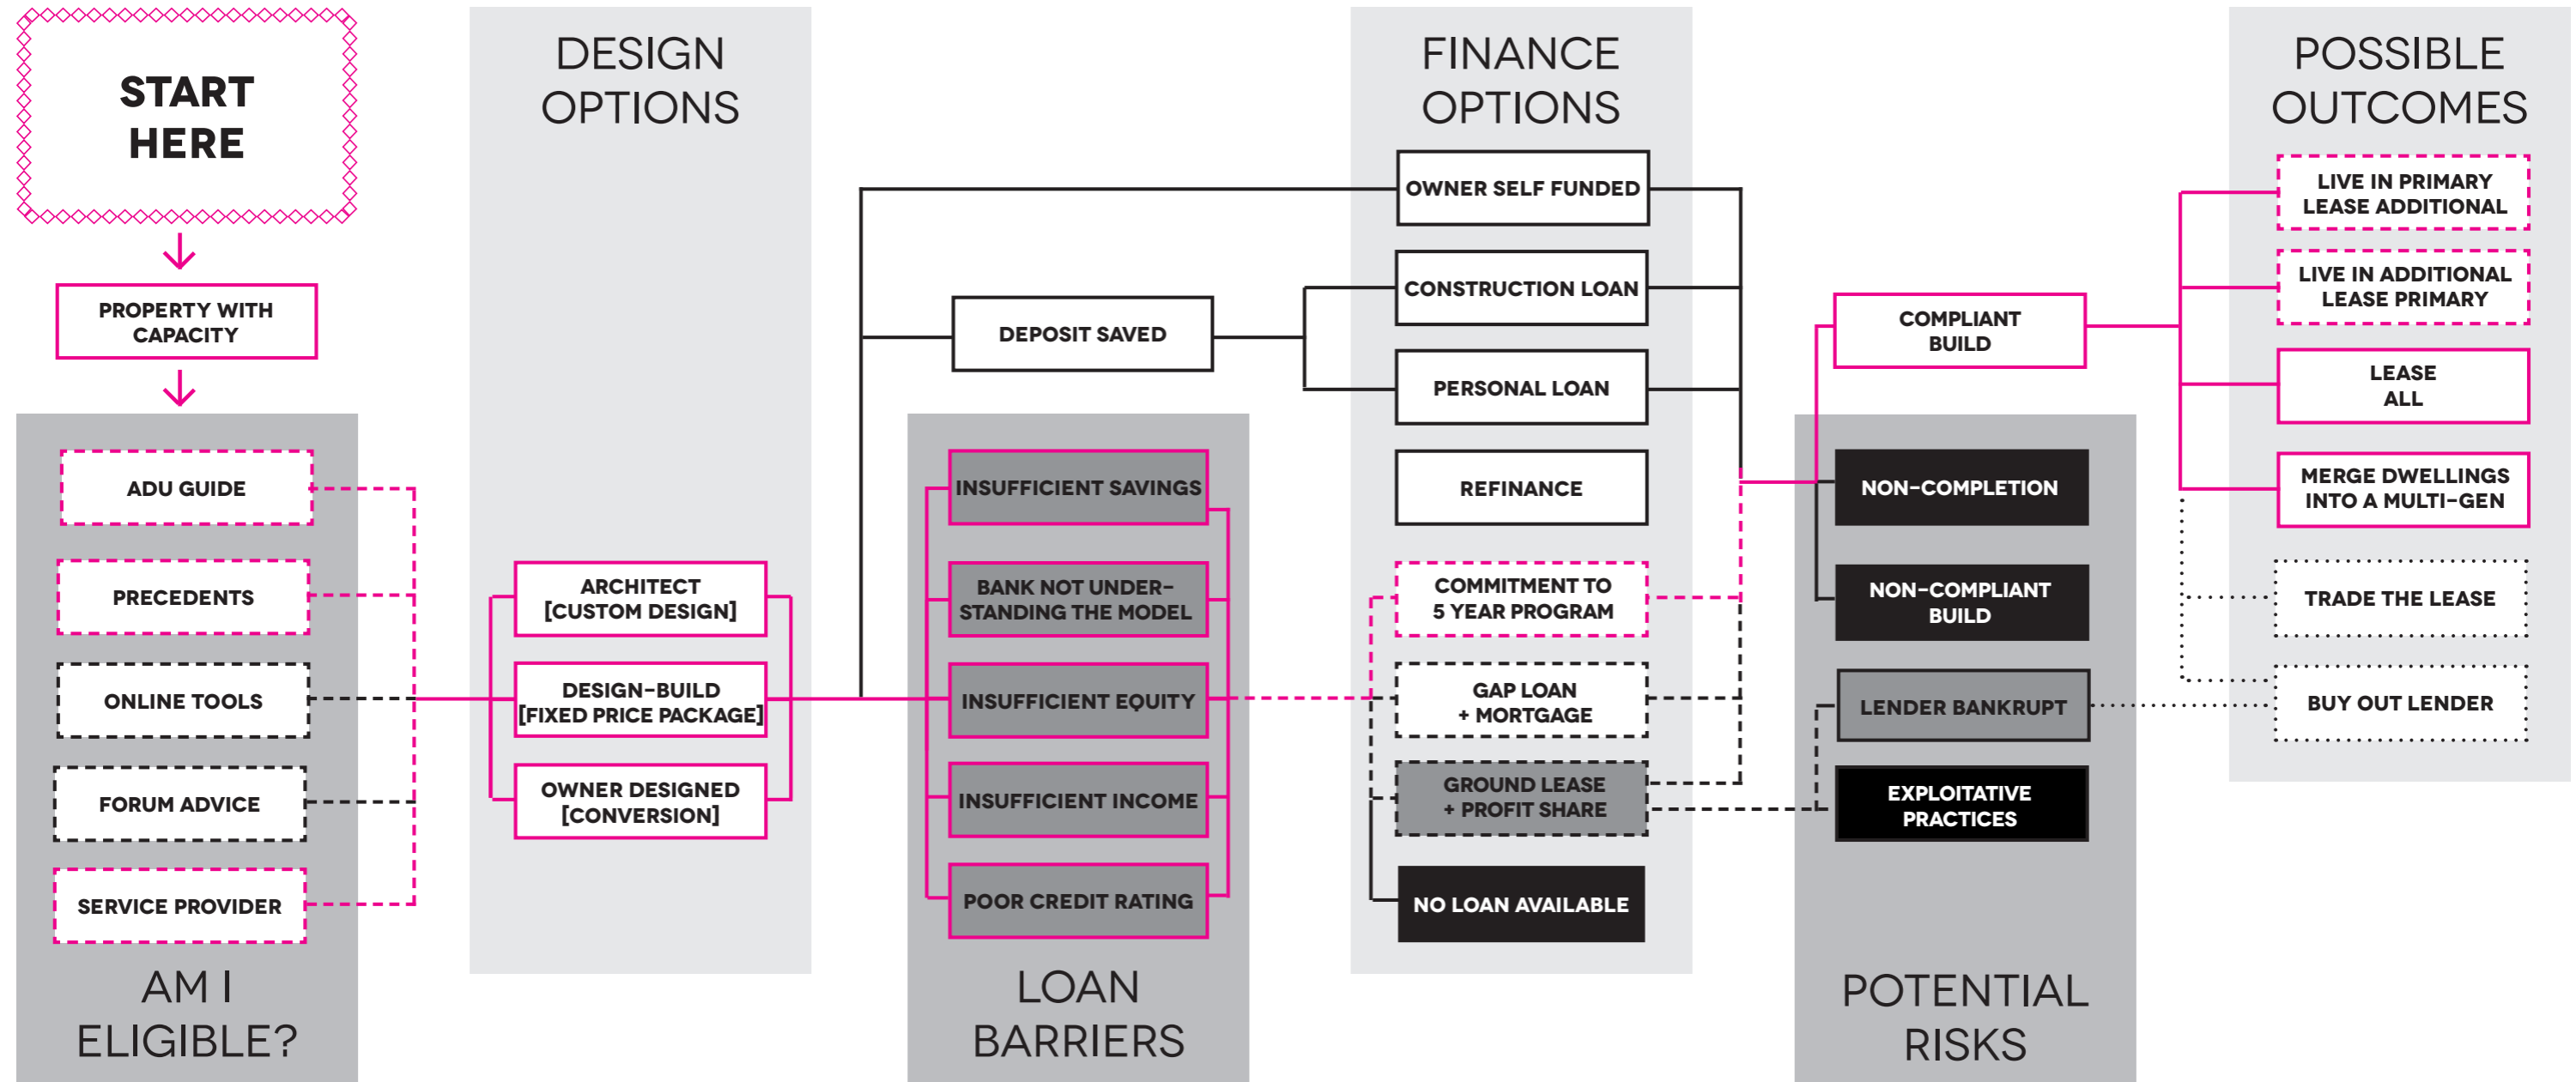 START
HERE
PROPERTY WITH
CAPACITY
ADU GUIDE
PRECEDENTS
ONLINE TOOLS
FORUM ADVICE
SERVICE PROVIDER
AM I
ELIGIBLE?
DESIGN
OPTIONS
ARCHITECT
[CUSTOM DESIGN]
DESIGN-BUILD
[FIXED PRICE PACKAGE]
OWNER DESIGNED
[CONVERSION]
DEPOSIT SAVED
INSUFFICIENT SAVINGS
BANK NOT UNDER-
STANDING THE MODEL
INSUFFICIENT EQUITY
INSUFFICIENT INCOME
POOR CREDIT RATING
LOAN
BARRIERS
FINANCE
OPTIONS
OWNER SELF FUNDED
CONSTRUCTION LOAN
PERSONAL LOAN
REFINANCE
COMMITMENT TO
5 YEAR PROGRAM
GAP LOAN
+ MORTGAGE
GROUND LEASE
+ PROFIT SHARE
NO LOAN AVAILABLE
COMPLIANT
BUILD
NON-COMPLETION
NON-COMPLIANT
BUILD
LENDER BANKRUPT
EXPLOITATIVE
PRACTICES
POTENTIAL
RISKS
POSSIBLE
OUTCOMES
LIVE IN PRIMARY
LEASE ADDITIONAL
LIVE IN ADDITIONAL
LEASE PRIMARY
LEASE
ALL
MERGE DWELLINGS
INTO A MULTI-GEN
TRADE THE LEASE
BUY OUT LENDER